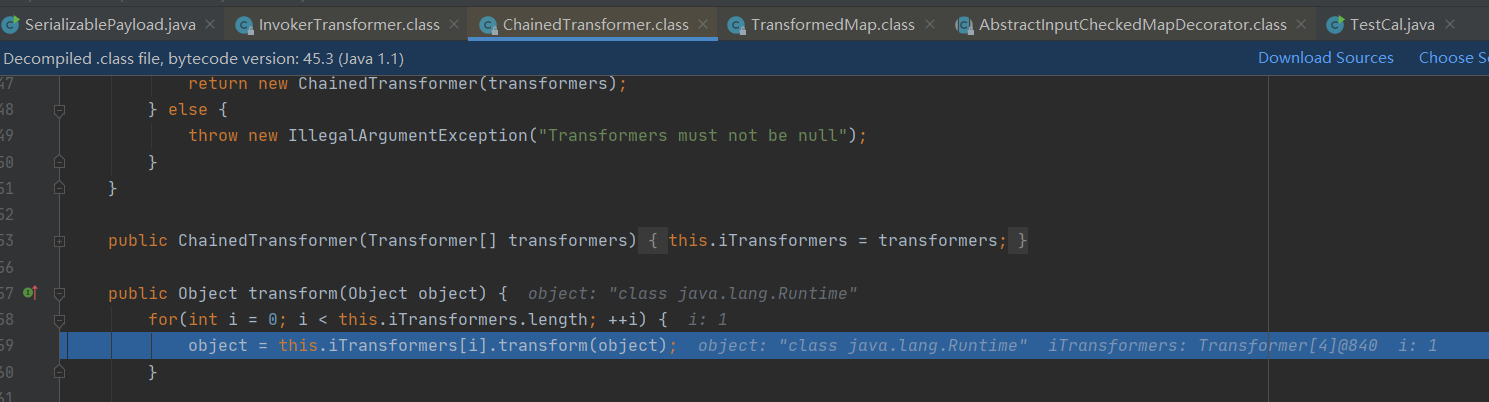 SerializablePayload.java × InvokerTransformer.class × ChainedTransformer.class × TransformedMap.class × AbstractInputCheckedMapDecorator.class × TestCal.java ×
Decompiled .class file, bytecode version: 45.3 (Java 1.1) Download Sources Choose S
47 return new ChainedTransformer(transformers);
48 } else {
49 throw new IllegalArgumentException("Transformers must not be null");
50 }
51 }
52
53 public ChainedTransformer(Transformer[] transformers) { this.iTransformers = transformers; }
56
57 public Object transform(Object object) { object: "class java.lang.Runtime"
58 for(int i = 0; i < this.iTransformers.length; ++i) { i: 1
59 object = this.iTransformers[i].transform(object); object: "class java.lang.Runtime" iTransformers: Transformer[4]@840 i: 1
60 }
61